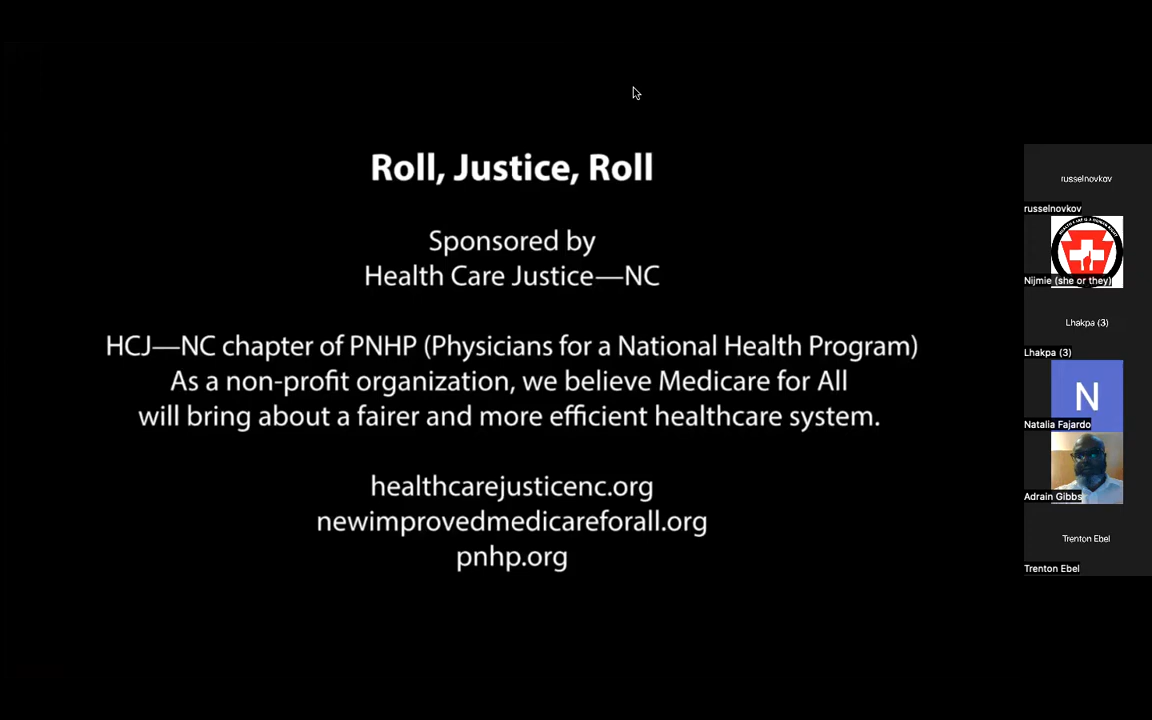 Roll, Justice, Roll
Sponsored by
Health Care Justice—NC
HCJ—NC chapter of PNHP (Physicians for a National Health Program)
As a non-profit organization, we believe Medicare for All
will bring about a fairer and more efficient healthcare system.
healthcarejusticenc.org
newimprovedmedicareforall.org
pnhp.org
russelnovkov
russelnovkov
Nijmie (she or they)
Lhakpa (3)
Lhakpa (3)
N
Natalia Fajardo
Adrain Gibbs
Trenton Ebel
Trenton Ebel